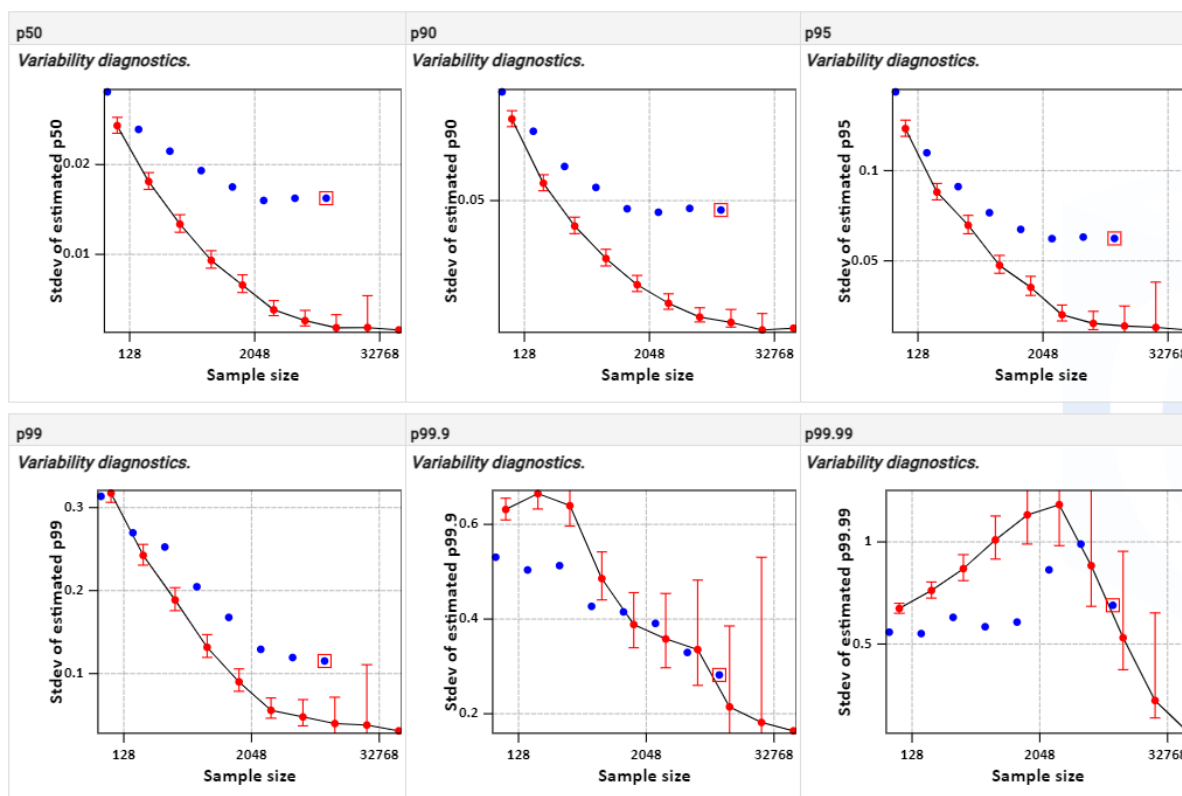 p50
p90
p95
Variability diagnostics.
Variability diagnostics.
Variability diagnostics.
Stdev of estimated p50
0.02
0.01
128
2048
32768
Sample size
Stdev of estimated p90
0.05
128
2048
32768
Sample size
Stdev of estimated p95
0.1
0.05
128
2048
32768
Sample size
p99
p99.9
p99.99
Variability diagnostics.
Variability diagnostics.
Variability diagnostics.
Stdev of estimated p99
0.3
0.2
0.1
128
2048
32768
Sample size
Stdev of estimated p99.9
0.6
0.4
0.2
128
2048
32768
Sample size
Stdev of estimated p99.99
1
0.5
128
2048
32768
Sample size